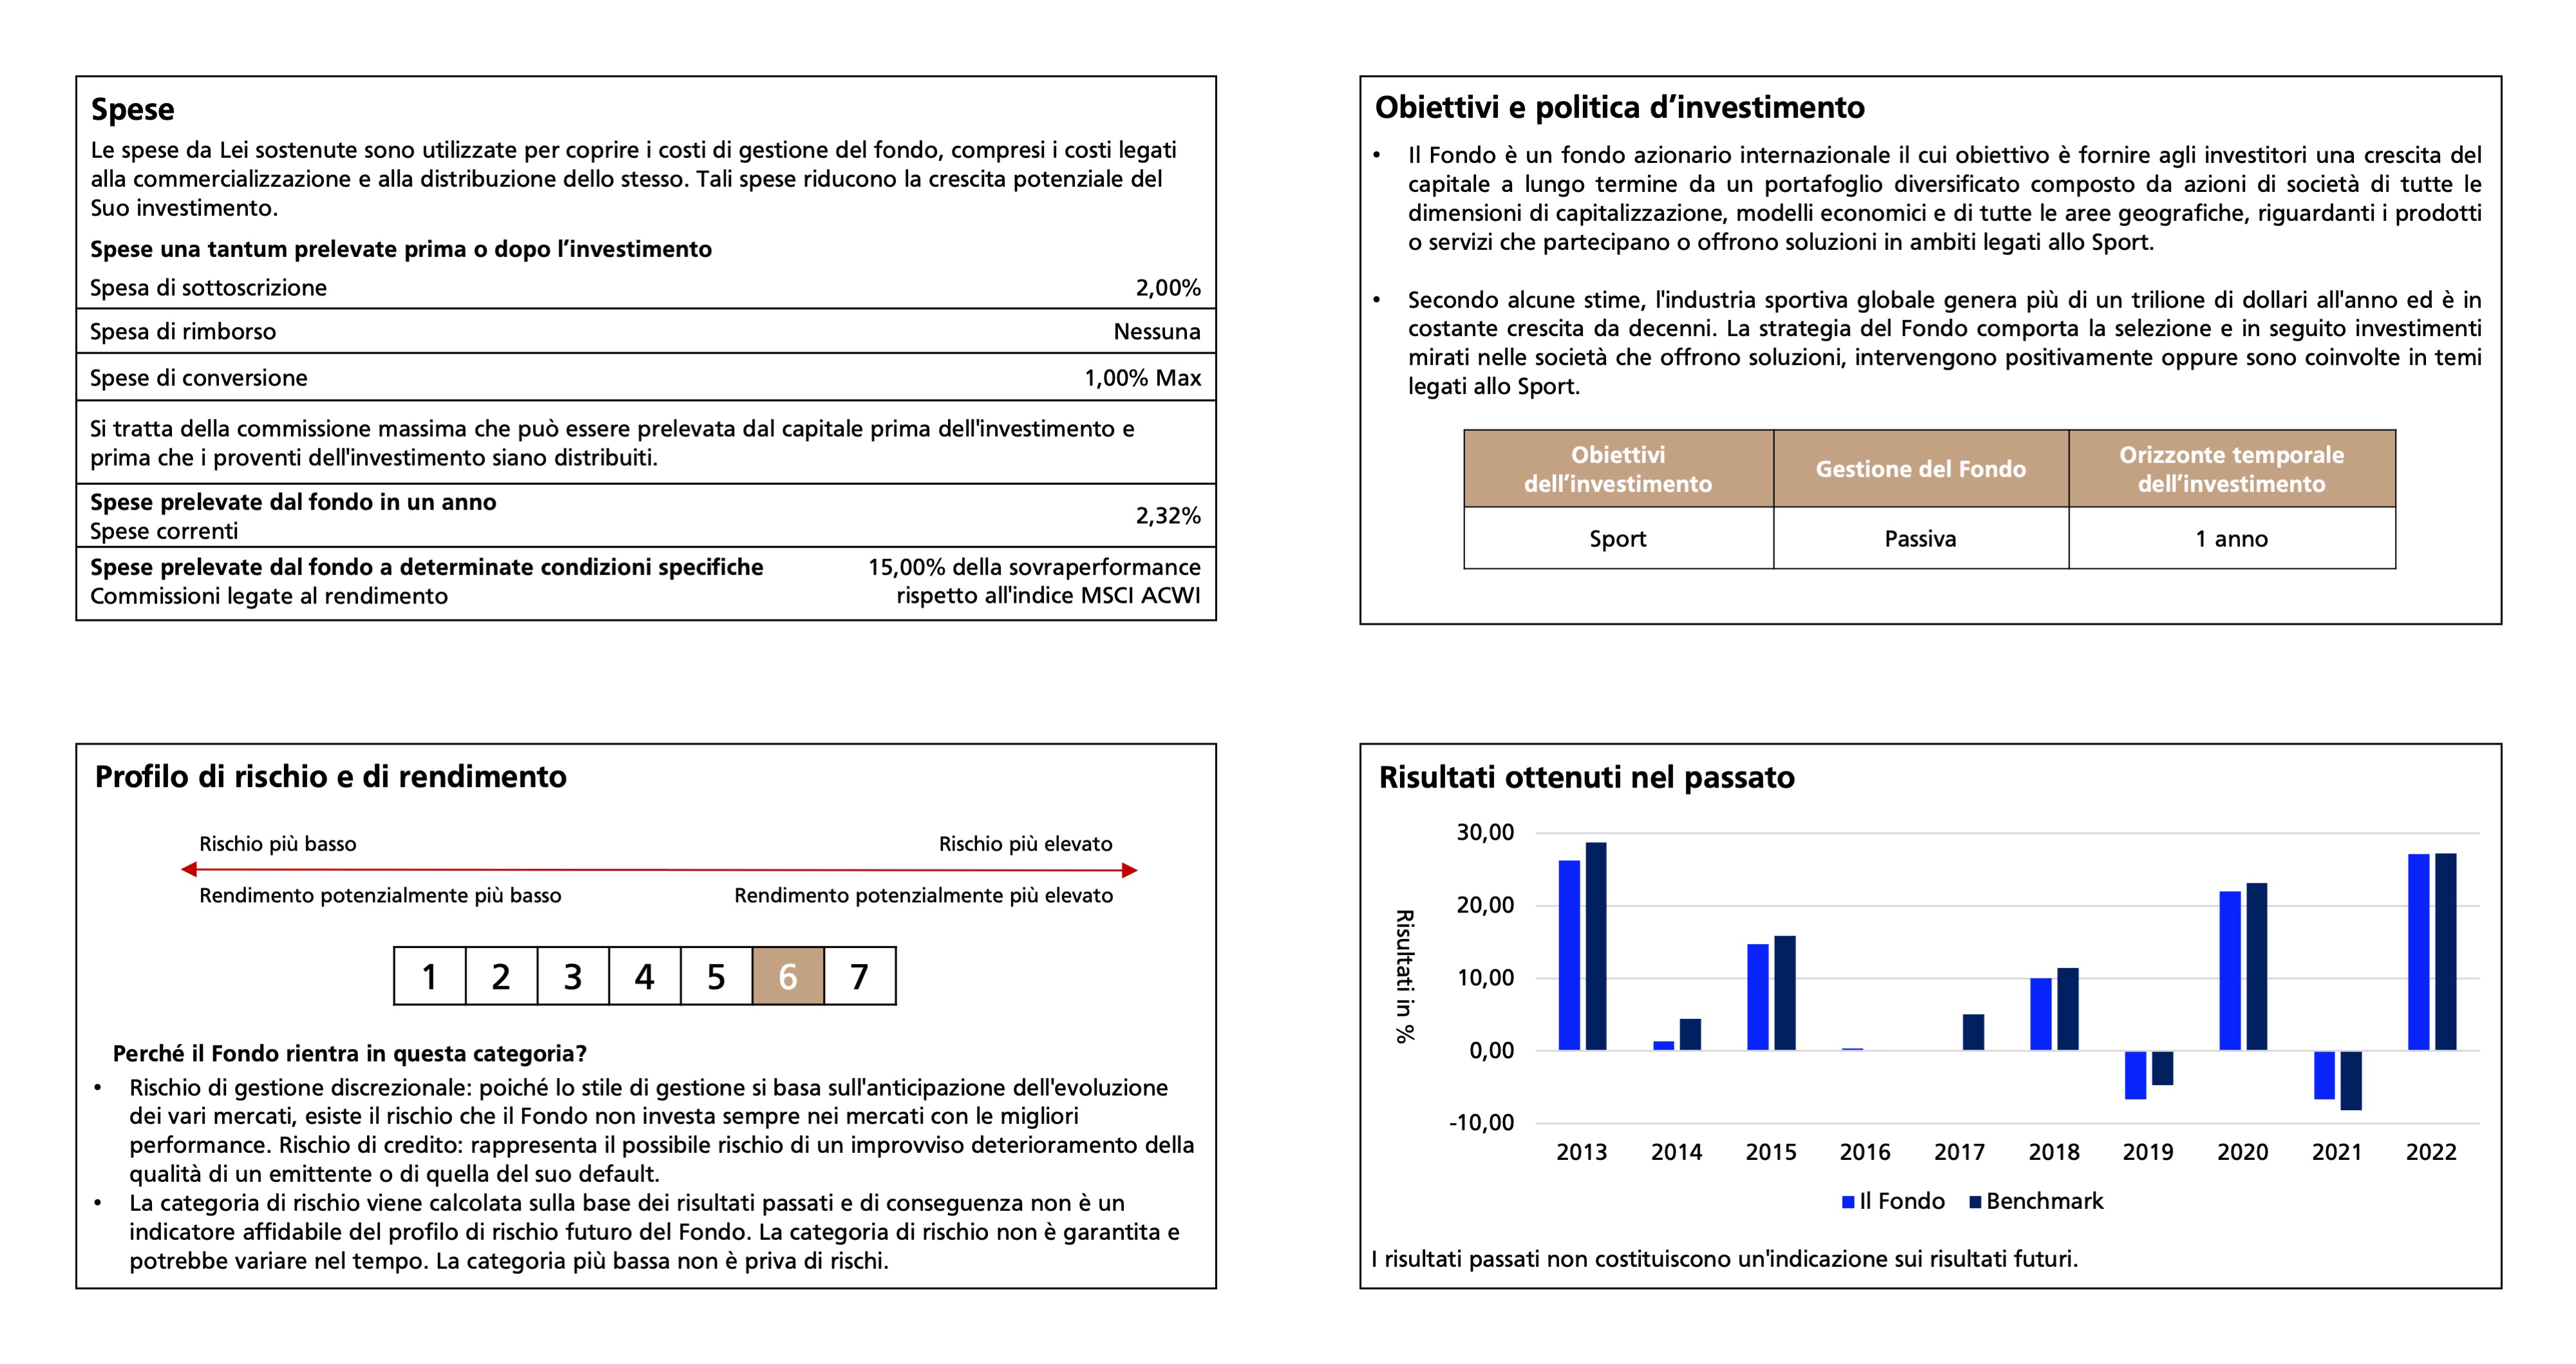 Spese
Le spese da Lei sostenute sono utilizzate per coprire i costi di gestione del fondo, compresi i costi legati
alla commercializzazione e alla distribuzione dello stesso. Tali spese riducono la crescita potenziale del
Suo investimento.
Spese una tantum prelevate prima o dopo l’investimento
Spesa di sottoscrizione 2,00%
Spesa di rimborso Nessuna
Spese di conversione 1,00% Max
Si tratta della commissione massima che può essere prelevata dal capitale prima dell'investimento e
prima che i proventi dell'investimento siano distribuiti.
Spese prelevate dal fondo in un anno
Spese correnti 2,32%
Spese prelevate dal fondo a determinate condizioni specifiche 15,00% della sovraperformance
Commissioni legate al rendimento rispetto all'indice MSCI ACWI
Obiettivi e politica d’investimento
• Il Fondo è un fondo azionario internazionale il cui obiettivo è fornire agli investitori una crescita del
capitale a lungo termine da un portafoglio diversificato composto da azioni di società di tutte le
dimensioni di capitalizzazione, modelli economici e di tutte le aree geografiche, riguardanti i prodotti
o servizi che partecipano o offrono soluzioni in ambiti legati allo Sport.
• Secondo alcune stime, l'industria sportiva globale genera più di un trilione di dollari all'anno ed è in
costante crescita da decenni. La strategia del Fondo comporta la selezione e in seguito investimenti
mirati nelle società che offrono soluzioni, intervengono positivamente oppure sono coinvolte in temi
legati allo Sport.
Obiettivi
dell’investimento
Gestione del Fondo
Orizzonte temporale
dell’investimento
Sport Passiva 1 anno
Profilo di rischio e di rendimento
Rischio più basso Rischio più elevato
Rendimento potenzialmente più basso Rendimento potenzialmente più elevato
1 2 3 4 5 6 7
Perché il Fondo rientra in questa categoria?
• Rischio di gestione discrezionale: poiché lo stile di gestione si basa sull'anticipazione dell'evoluzione
dei vari mercati, esiste il rischio che il Fondo non investa sempre nei mercati con le migliori
performance. Rischio di credito: rappresenta il possibile rischio di un improvviso deterioramento della
qualità di un emittente o di quella del suo default.
• La categoria di rischio viene calcolata sulla base dei risultati passati e di conseguenza non è un
indicatore affidabile del profilo di rischio futuro del Fondo. La categoria di rischio non è garantita e
potrebbe variare nel tempo. La categoria più bassa non è priva di rischi.
Risultati ottenuti nel passato
Risultati in %
30,00
20,00
10,00
0,00
-10,00
2013 2014 2015 2016 2017 2018 2019 2020 2021 2022
Il Fondo Benchmark
I risultati passati non costituiscono un'indicazione sui risultati futuri.